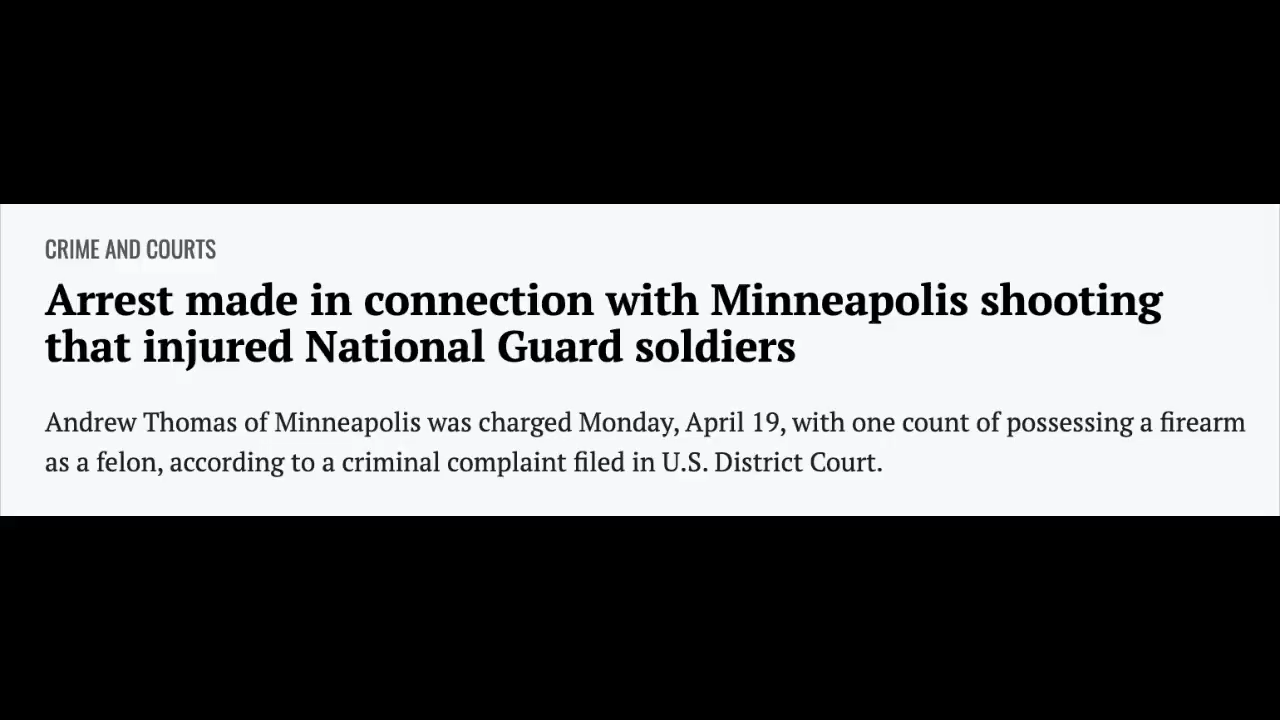 CRIME AND COURTS
Arrest made in connection with Minneapolis shooting
that injured National Guard soldiers
Andrew Thomas of Minneapolis was charged Monday, April 19, with one count of possessing a firearm
as a felon, according to a criminal complaint filed in U.S. District Court.